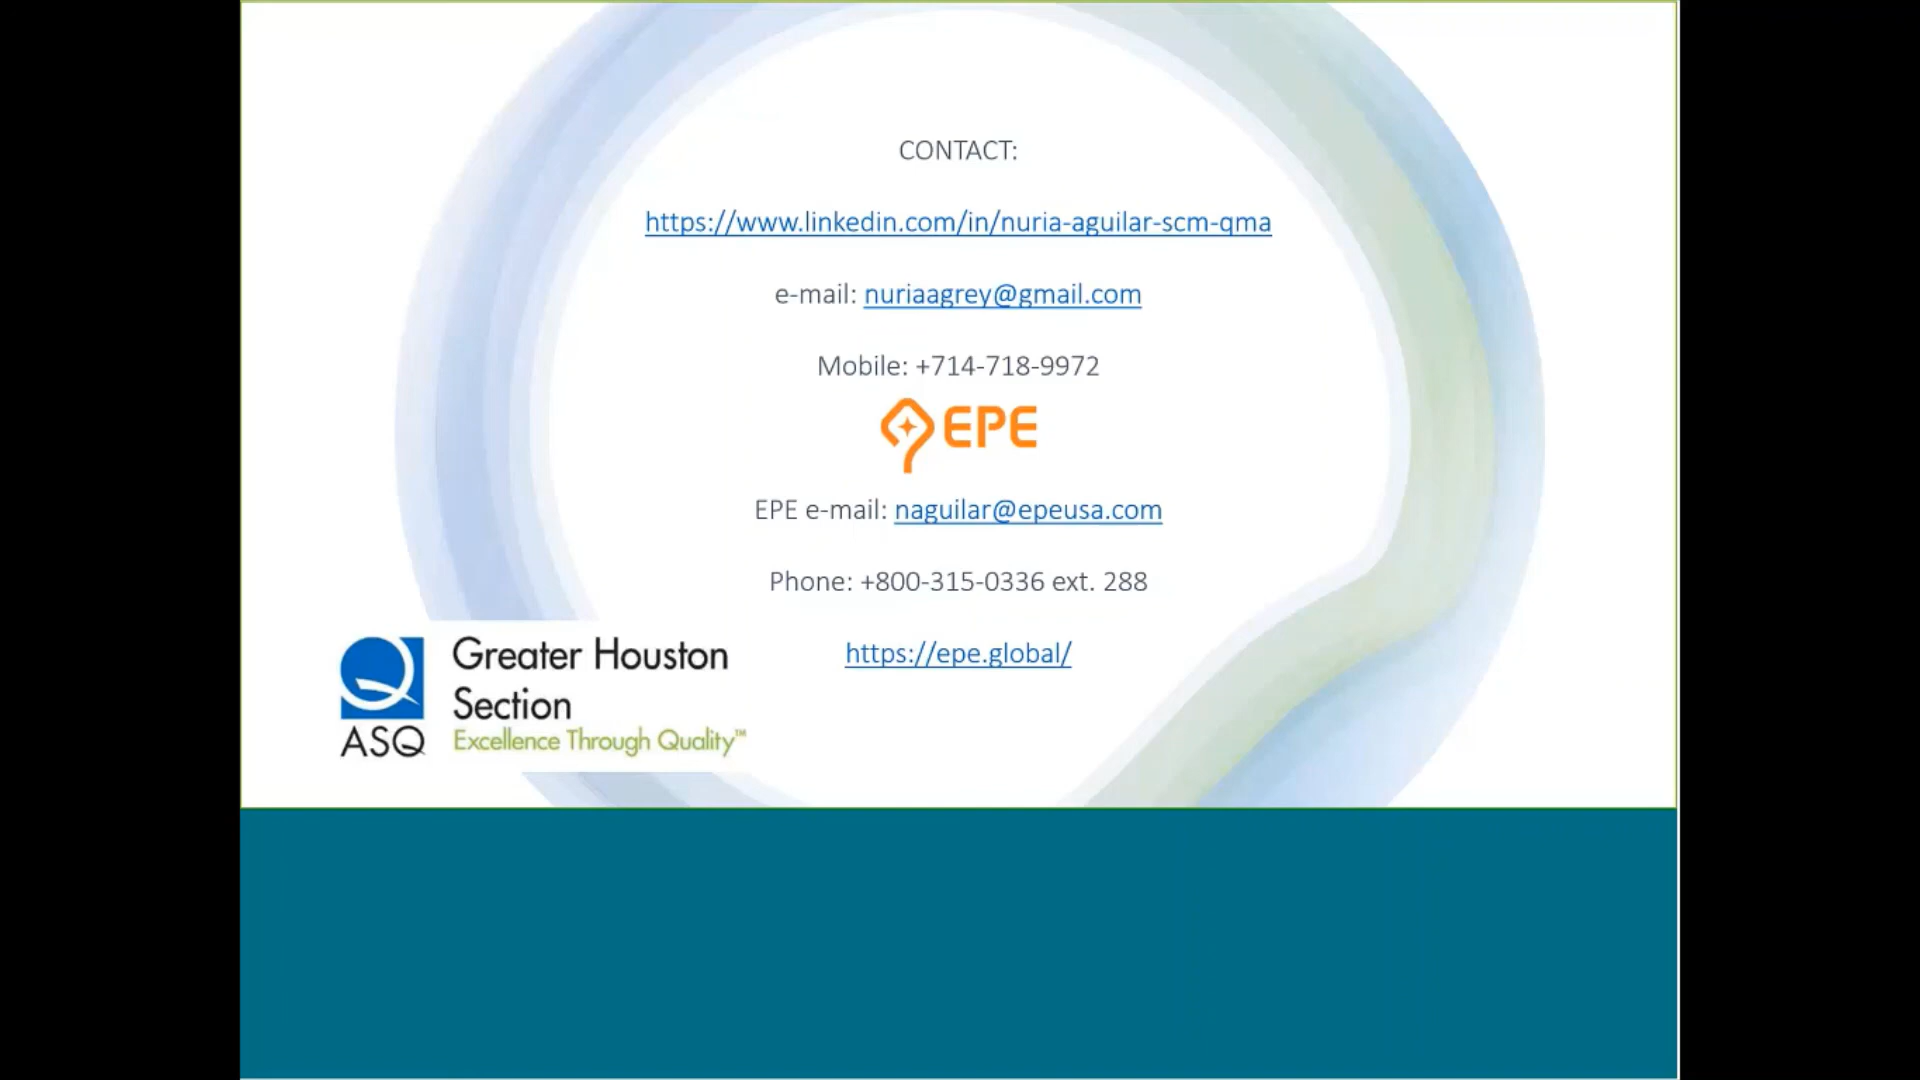 CONTACT:
https://www.linkedin.com/in/nuria-aguilar-scm-qma
e-mail: nuriaagrey@gmail.com
Mobile: +714-718-9972
EPE
EPE e-mail: naguilar@epeusa.com
Phone: +800-315-0336 ext. 288
https://epe.global/
ASQ
Greater Houston
Section
Excellence Through Quality™